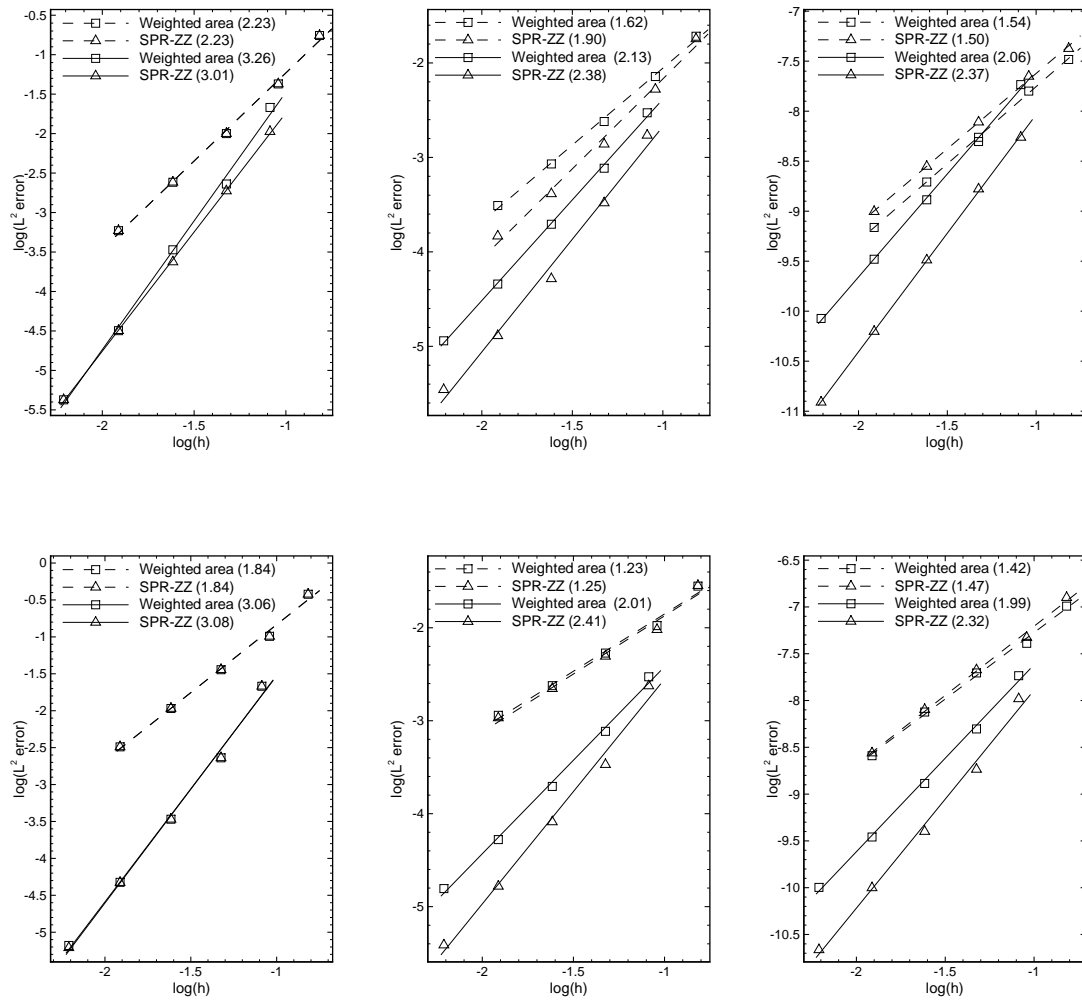 Weighted area (2.23)
SPR-ZZ (2.23)
Weighted area (3.26)
SPR-ZZ (3.01)
-0.5
-1
-1.5
-2
-2.5
-3
-3.5
-4
-4.5
-5
-5.5
log(L² error)
-2
-1.5
-1
log(h)
Weighted area (1.62)
SPR-ZZ (1.90)
Weighted area (2.13)
SPR-ZZ (2.38)
-2
-3
-4
-5
log(L² error)
-2
-1.5
-1
log(h)
Weighted area (1.54)
SPR-ZZ (1.50)
Weighted area (2.06)
SPR-ZZ (2.37)
-7
-7.5
-8
-8.5
-9
-9.5
-10
-10.5
-11
log(L² error)
-2
-1.5
-1
log(h)
Weighted area (1.84)
SPR-ZZ (1.84)
Weighted area (3.06)
SPR-ZZ (3.08)
0
-0.5
-1
-1.5
-2
-2.5
-3
-3.5
-4
-4.5
-5
log(L² error)
-2
-1.5
-1
log(h)
Weighted area (1.23)
SPR-ZZ (1.25)
Weighted area (2.01)
SPR-ZZ (2.41)
-2
-3
-4
-5
log(L² error)
-2
-1.5
-1
log(h)
Weighted area (1.42)
SPR-ZZ (1.47)
Weighted area (1.99)
SPR-ZZ (2.32)
-6.5
-7
-7.5
-8
-8.5
-9
-9.5
-10
-10.5
log(L² error)
-2
-1.5
-1
log(h)